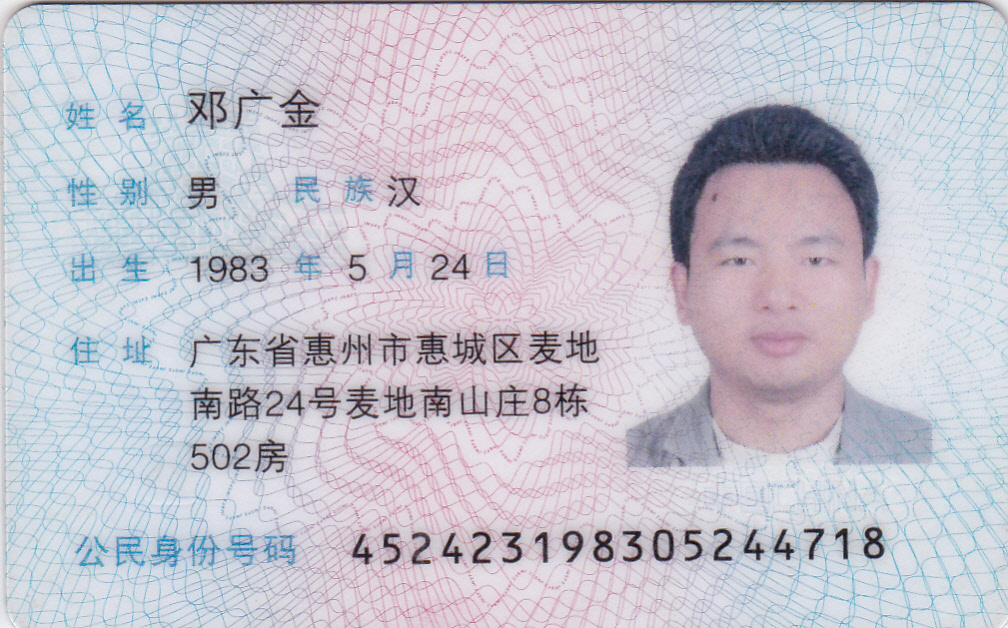 姓名 邓广金
性别 男 民族 汉
出生 1983 年 5 月 24 日
住址 广东省惠州市惠城区麦地
南路24号麦地南山庄8栋
502房
公民身份号码 452423198305244718